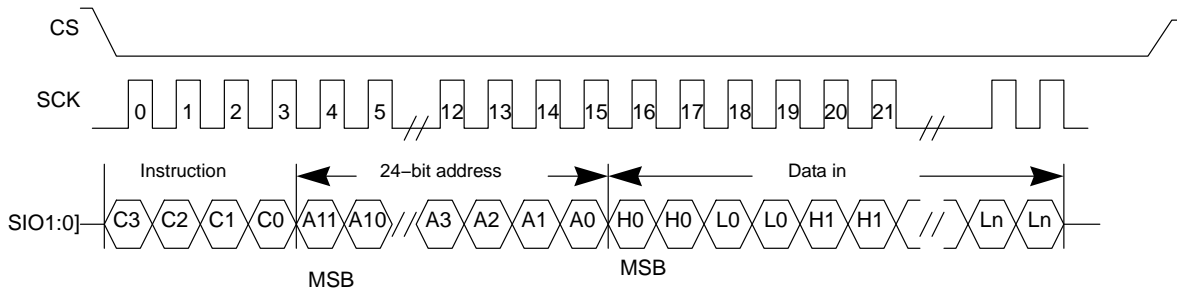 CS
SCK
0 1 2 3 4 5 12 13 14 15 16 17 18 19 20 21
Instruction 24−bit address Data in
SIO1:0] C3 C2 C1 C0 A11 A10 A3 A2 A1 A0 H0 H0 L0 L0 H1 H1 Ln Ln
MSB MSB